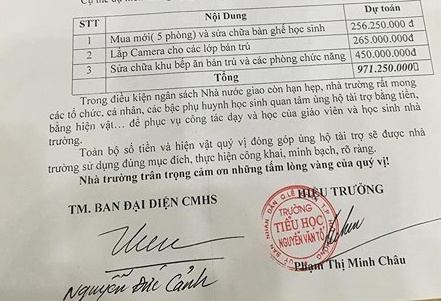 STT Nội Dung Dự toán
1 Mua mới( 5 phòng) và sửa chữa bàn ghế học sinh 256.250.000đ
2 Lắp Camera cho các lớp bán trú 265.000.000đ
3 Sửa chữa khu bếp ăn bán trú và các phòng chức năng 450.000.000đ
Tổng 971.250.000
Trong điều kiện ngân sách Nhà nước giao còn hạn hẹp, nhà trường rất mong
các tổ chức, cá nhân, các bậc phụ huynh học sinh quan tâm ủng hộ tài trợ bằng tiền,
bằng hiện vật… để phục vụ công tác dạy và học của giáo viên và học sinh nhà
trường.
Toàn bộ số tiền và hiện vật quý vị đóng góp ủng hộ tài trợ sẽ được nhà
trường sử dụng đúng mục đích, thực hiện công khai, minh bạch, rõ ràng.
Nhà trường trân trọng cảm ơn những tấm lòng vàng của quý vị!
TM. BAN ĐẠI DIỆN CMHS HIỆU TRƯỞNG
TRƯỜNG
TIỂU HỌC
NGUYỄN VĂN TỐ
Nguyễn Đức Cảnh
Phạm Thị Minh Châu